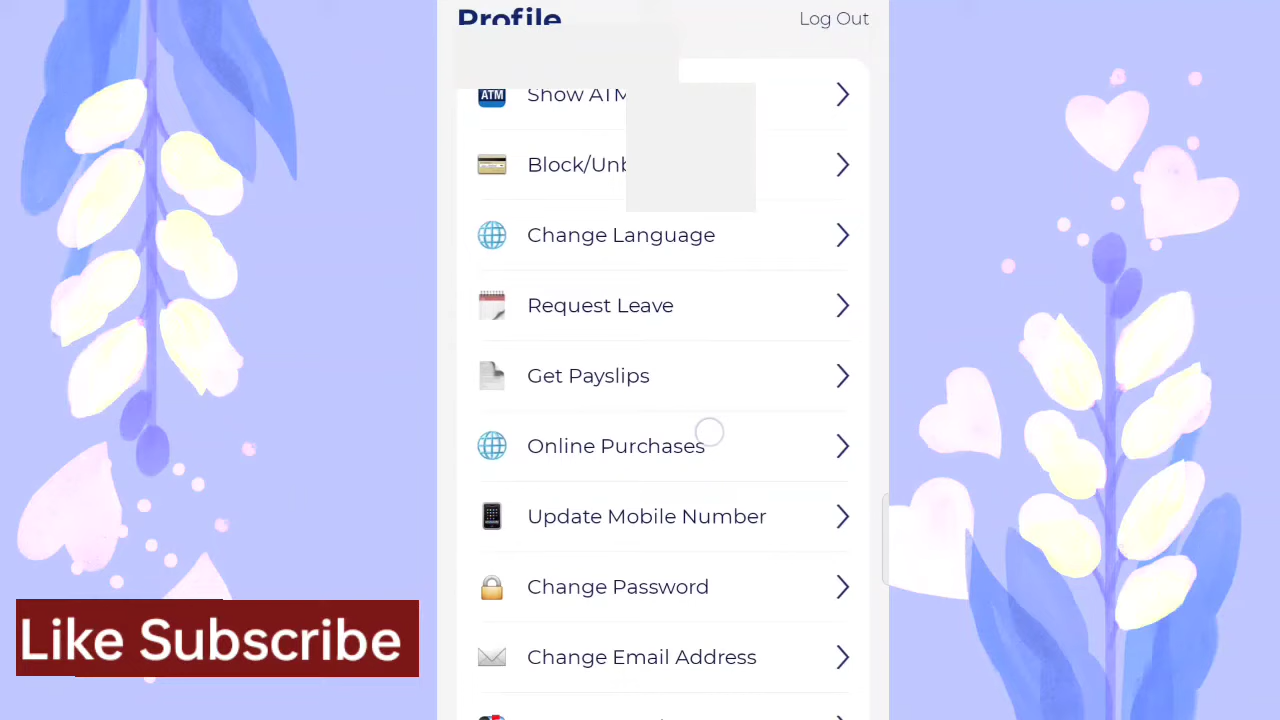 Profile
Log Out
Show ATM
Block/Unb
Change Language
Request Leave
Get Payslips
Online Purchases
Update Mobile Number
Change Password
Change Email Address
Like Subscribe